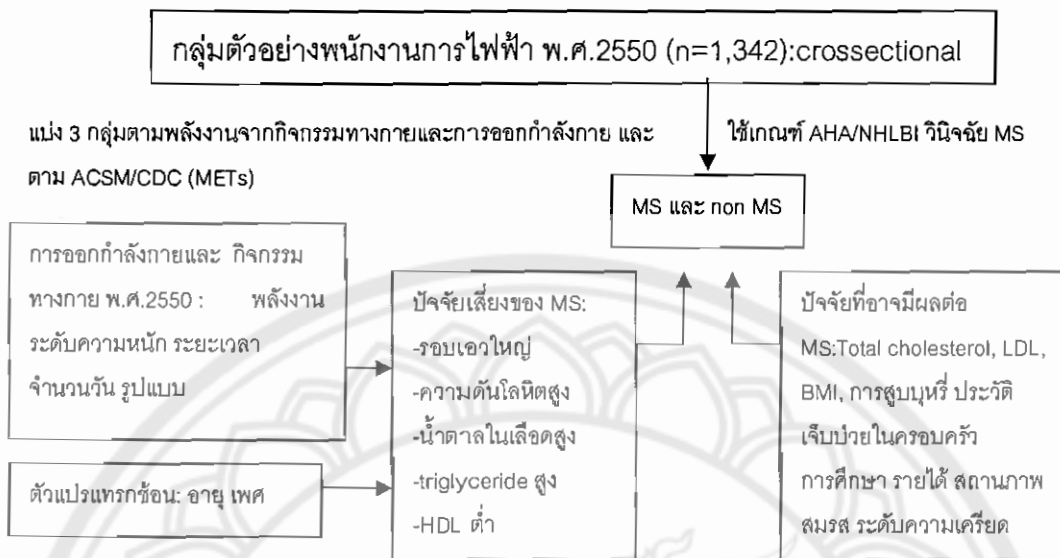 กลุ่มตัวอย่างพนักงานการไฟฟ้า พ.ศ.2550 (n=1,342):crossectional
แบ่ง 3 กลุ่มตามพลังงานจากกิจกรรมทางกายและการออกกำลังกาย และ
ตาม ACSM/CDC (METs)
ใช้เกณฑ์ AHA/NHLBI วินิจฉัย MS
MS และ non MS
การออกกำลังกายและ กิจกรรม
ทางกาย พ.ศ.2550 : พลังงาน
ระดับความหนัก ระยะเวลา
จำนวนวัน รูปแบบ
ตัวแปรแทรกซ้อน: อายุ เพศ
ปัจจัยเสี่ยงของ MS:
-รอบเอวใหญ่
-ความดันโลหิตสูง
-น้ำตาลในเลือดสูง
-triglyceride สูง
-HDL ต่ำ
ปัจจัยที่อาจมีผลต่อ
MS:Total cholesterol, LDL,
BMI, การสูบบุหรี่ ประวัติ
เจ็บป่วยในครอบครัว
การศึกษา รายได้ สถานภาพ
สมรส ระดับความเครียด